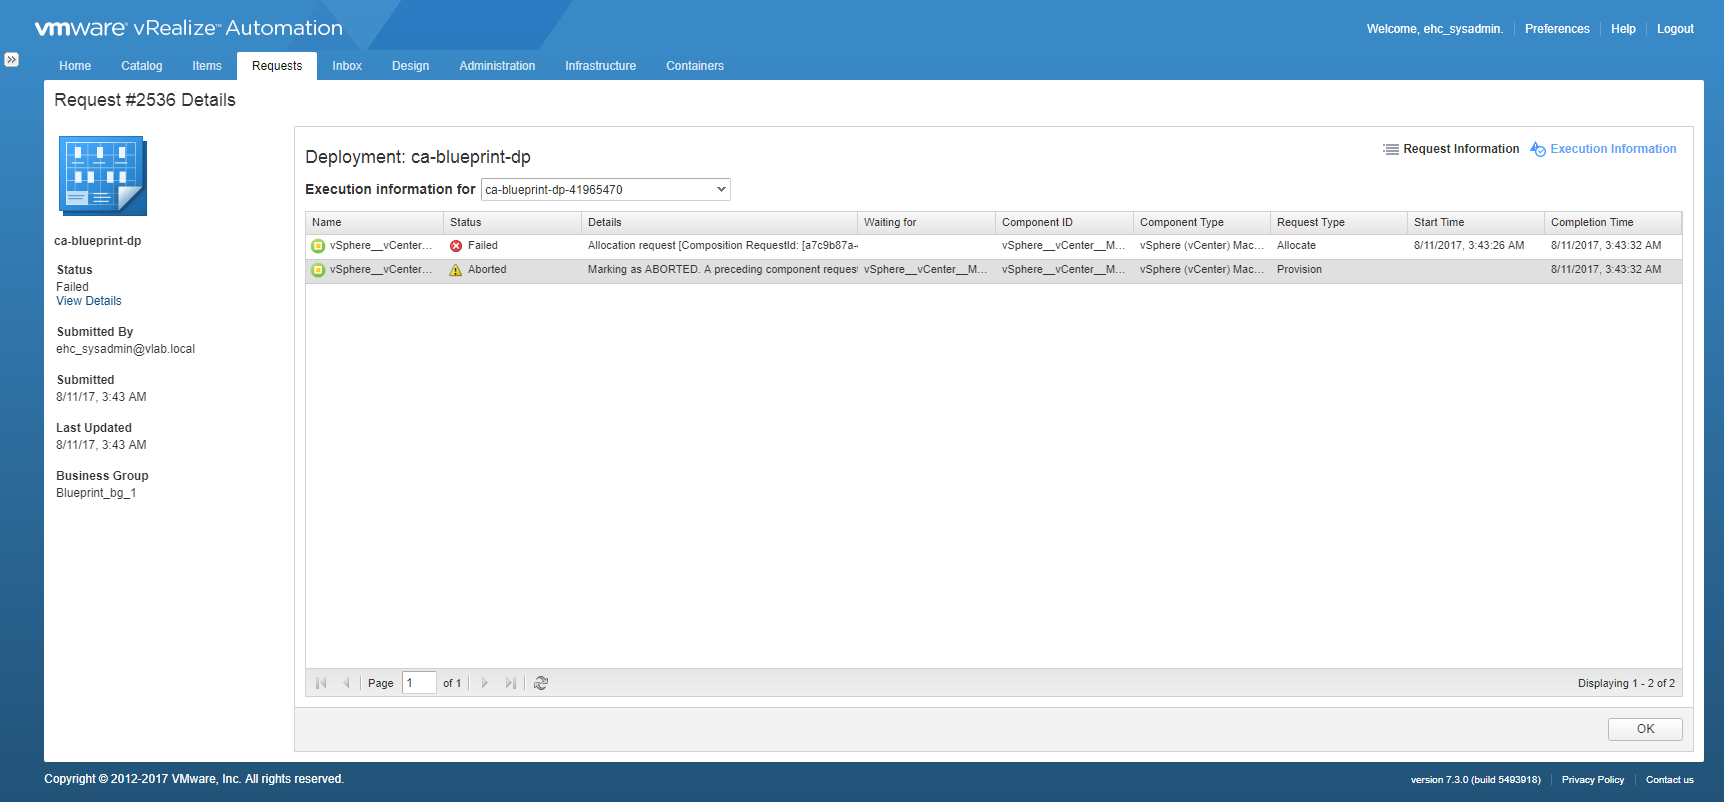 vmware vRealize™ Automation
Welcome, ehc_sysadmin. Preferences Help Logout
Home Catalog Items Requests Inbox Design Administration Infrastructure Containers
Request #2536 Details
Deployment: ca-blueprint-dp
Request Information Execution Information
Execution information for ca-blueprint-dp-41965470
Name Status Details Waiting for Component ID Component Type Request Type Start Time Completion Time
vSphere__vCenter... Failed Allocation request [Composition RequestId: [a7c9b87a- vSphere__vCenter__M... vSphere (vCenter) Mac... Allocate 8/11/2017, 3:43:26 AM 8/11/2017, 3:43:32 AM
vSphere__vCenter... Aborted Marking as ABORTED. A preceding component request vSphere__vCenter__M... vSphere__vCenter__M... vSphere (vCenter) Mac... Provision 8/11/2017, 3:43:32 AM
ca-blueprint-dp
Status
Failed
View Details
Submitted By
ehc_sysadmin@vlab.local
Submitted
8/11/17, 3:43 AM
Last Updated
8/11/17, 3:43 AM
Business Group
Blueprint_bg_1
Page 1 of 1
Displaying 1 - 2 of 2
OK
Copyright © 2012-2017 VMware, Inc. All rights reserved.
version 7.3.0 (build 5493918) Privacy Policy Contact us